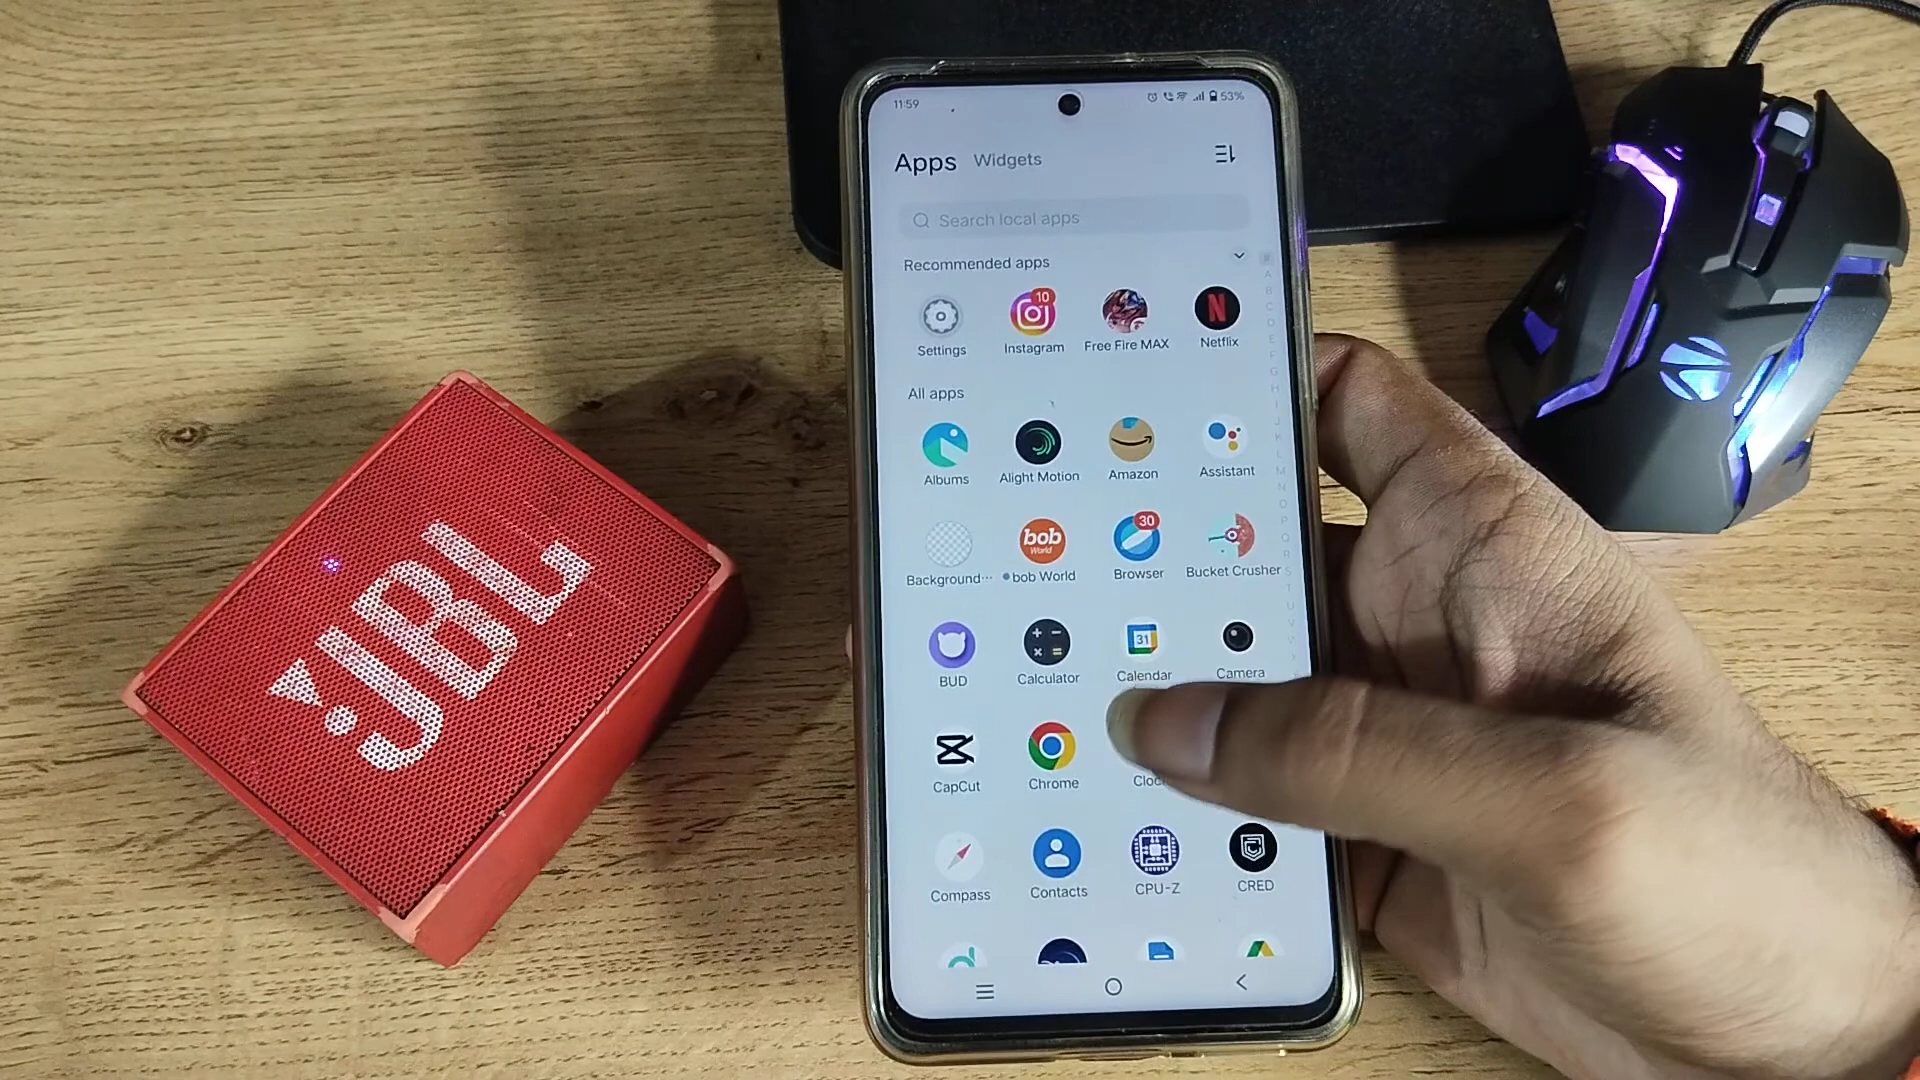 11:59
53%
Apps Widgets
Search local apps
Recommended apps
10
Settings Instagram Free Fire MAX Netflix
All apps
Albums Alight Motion Amazon Assistant
bob
World
30
Background... bob World Browser Bucket Crusher
31
BUD Calculator Calendar Camera
CapCut Chrome Cloc
Compass Contacts CPU-Z CRED
JBL